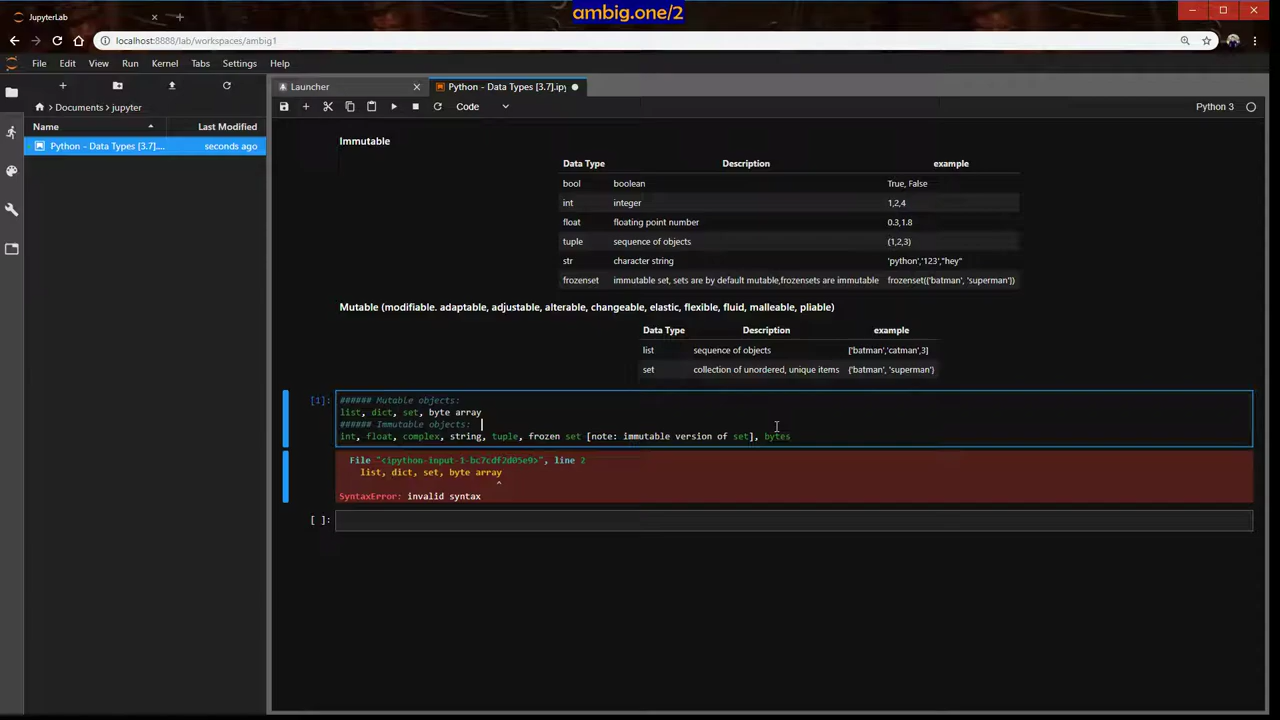 ambig.one/2
JupyterLab
localhost:8888/lab/workspaces/ambig1
File Edit View Run Kernel Tabs Settings Help
Launcher
Python - Data Types [3.7].ipy
Code
Python 3
Documents > jupyter
Name Last Modified
Python - Data Types [3.7].... seconds ago
Immutable
Data Type Description example
bool boolean True, False
int integer 1,2,4
float floating point number 0.3,1.8
tuple sequence of objects (1,2,3)
str character string 'python','123',"hey"
frozenset immutable set, sets are by default mutable,frozensets are immutable frozenset({'batman', 'superman'})
Mutable (modifiable. adaptable, adjustable, alterable, changeable, elastic, flexible, fluid, malleable, pliable)
Data Type Description example
list sequence of objects ['batman','catman',3]
set collection of unordered, unique items {'batman', 'superman'}
[1]: ###### Mutable objects:
list, dict, set, byte array
###### Immutable objects:
int, float, complex, string, tuple, frozen set [note: immutable version of set], bytes
File "<ipython-input-1-bc7cdf2d05e9>", line 2
list, dict, set, byte array
^
SyntaxError: invalid syntax
[ ]: